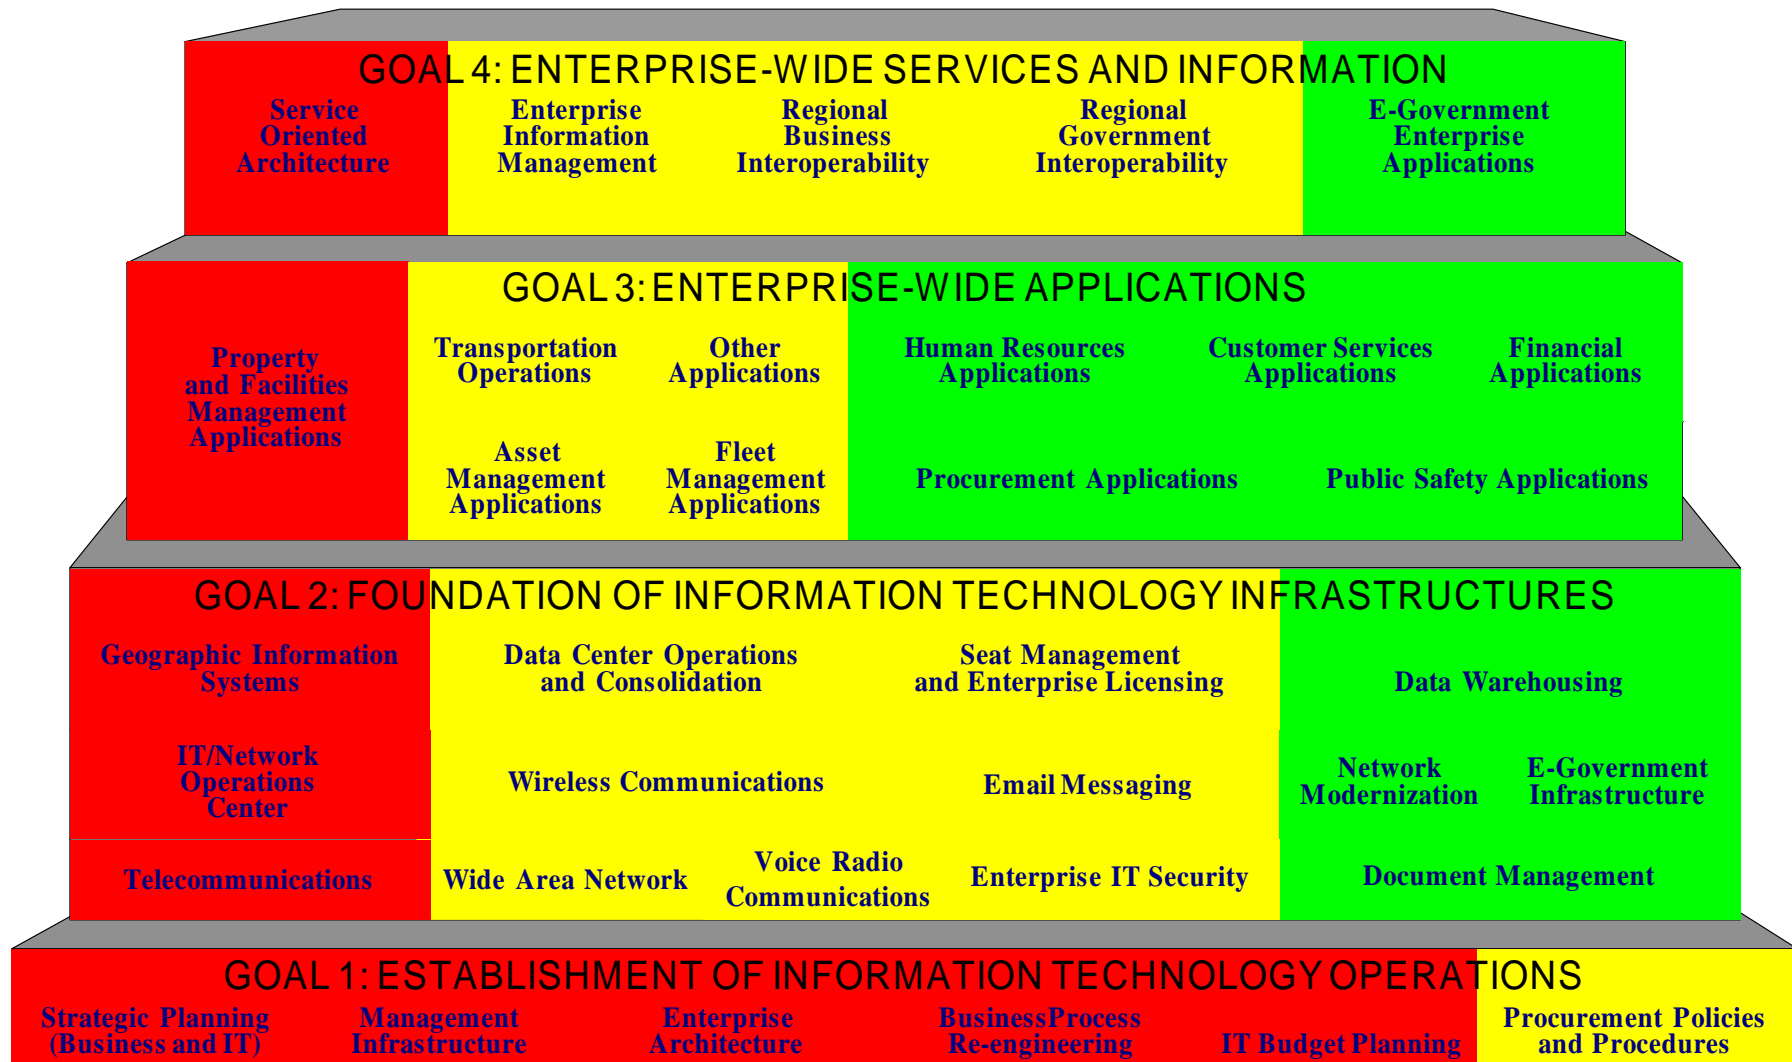 GOAL 4: ENTERPRISE-WIDE SERVICES AND INFORMATION
Service
Oriented
Architecture
Enterprise
Information
Management
Regional
Business
Interoperability
Regional
Government
Interoperability
E-Government
Enterprise
Applications
GOAL 3: ENTERPRISE-WIDE APPLICATIONS
Property
and Facilities
Management
Applications
Transportation
Operations
Other
Applications
Asset
Management
Applications
Fleet
Management
Applications
Human Resources
Applications
Customer Services
Applications
Financial
Applications
Procurement Applications
Public Safety Applications
GOAL 2: FOUNDATION OF INFORMATION TECHNOLOGY INFRASTRUCTURES
Geographic Information
Systems
Data Center Operations
and Consolidation
Seat Management
and Enterprise Licensing
Data Warehousing
IT/Network
Operations
Center
Wireless Communications
Email Messaging
Network
Modernization
E-Government
Infrastructure
Telecommunications
Wide Area Network
Voice Radio
Communications
Enterprise IT Security
Document Management
GOAL 1: ESTABLISHMENT OF INFORMATION TECHNOLOGY OPERATIONS
Strategic Planning
(Business and IT)
Management
Infrastructure
Enterprise
Architecture
BusinessProcess
Re-engineering
IT Budget Planning
Procurement Policies
and Procedures